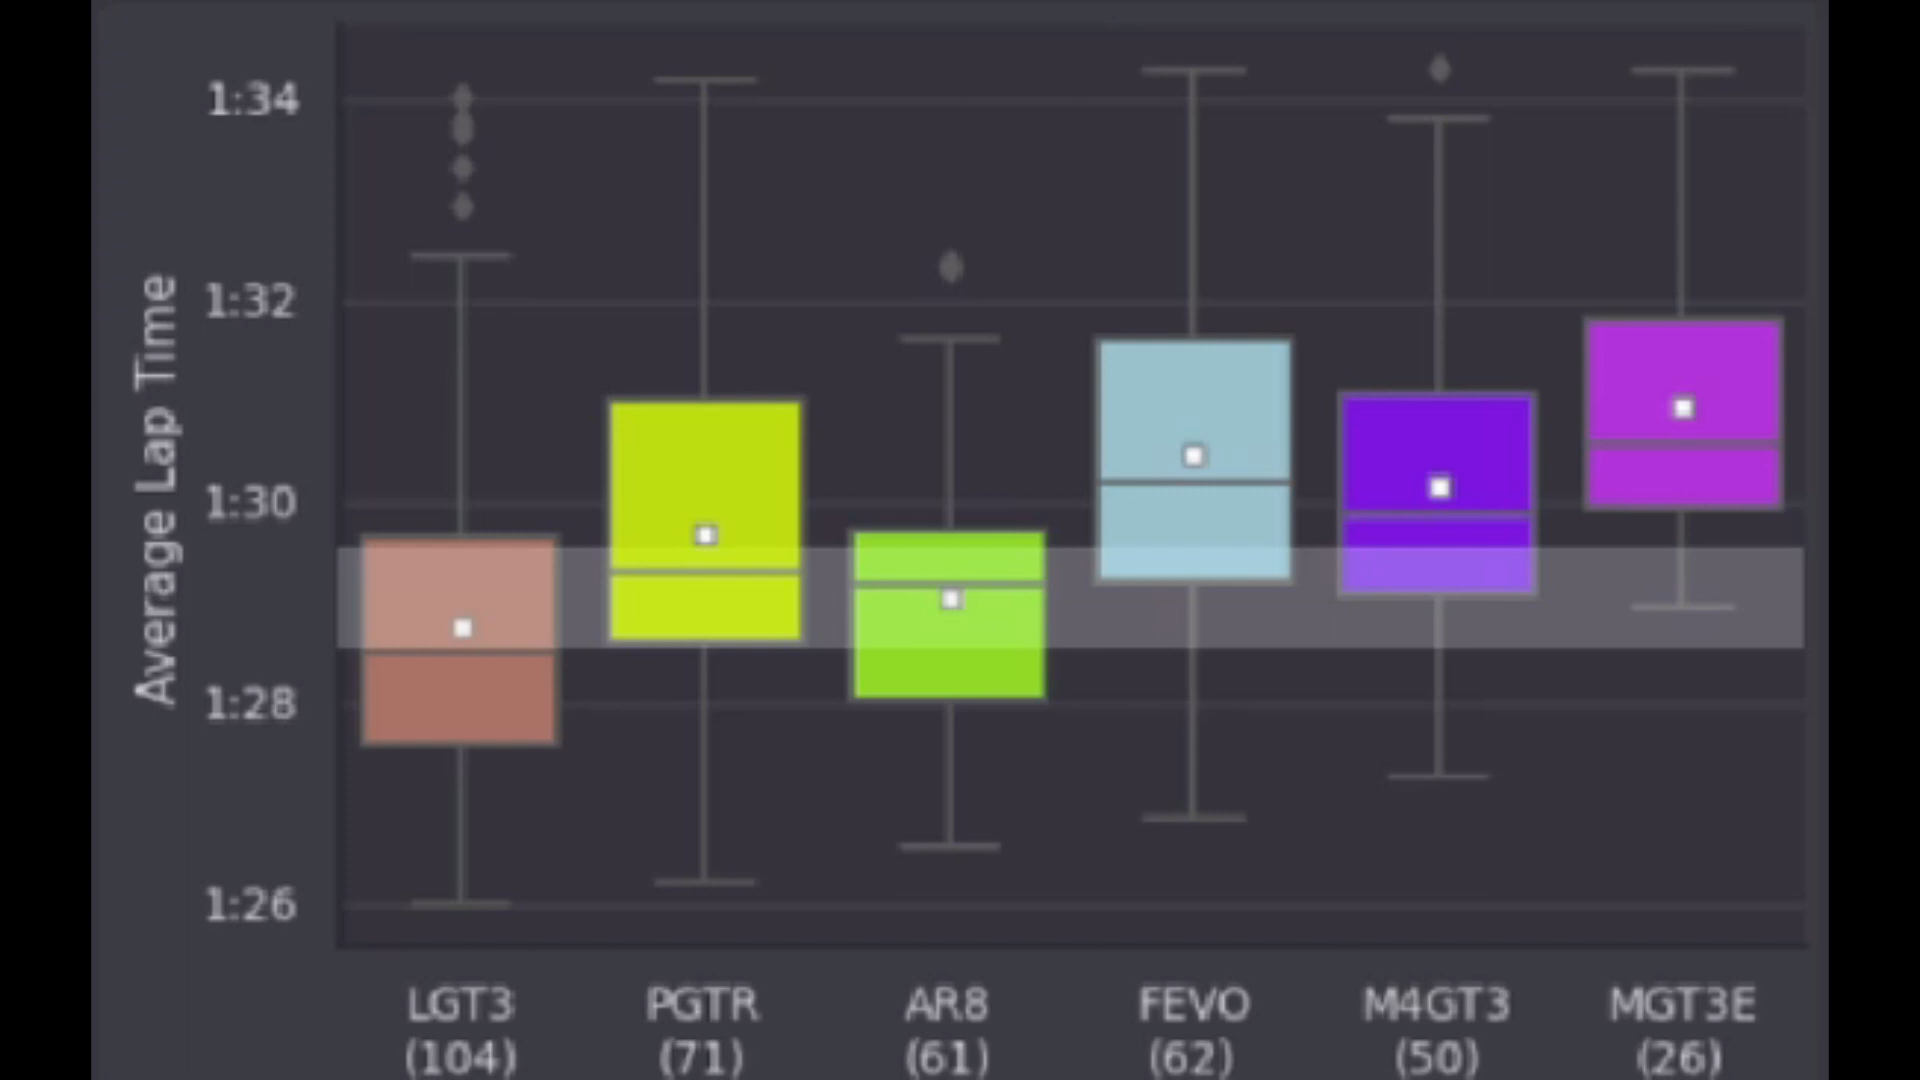 1:34
1:32
1:30
1:28
1:26
Average Lap Time
LGT3 PGTR AR8 FEVO M4GT3 MGT3E
(104) (71) (61) (62) (50) (26)